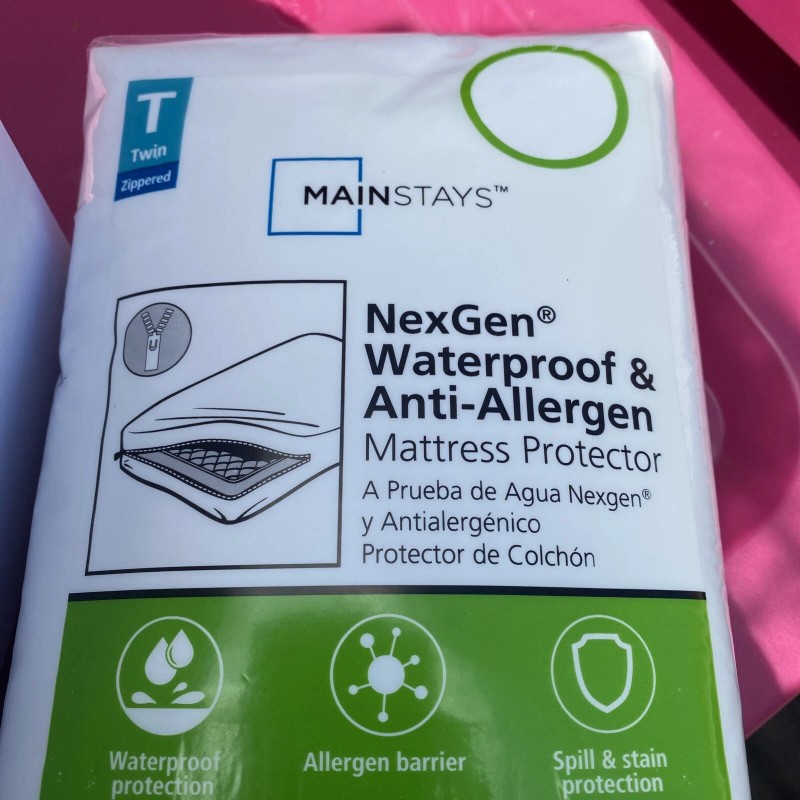 T
Twin
Zippered
MAINSTAYS™
NexGen®
Waterproof &
Anti-Allergen
Mattress Protector
A Prueba de Agua Nexgen®
y Antialergénico
Protector de Colchón
Waterproof
protection
Allergen barrier
Spill & stain
protection